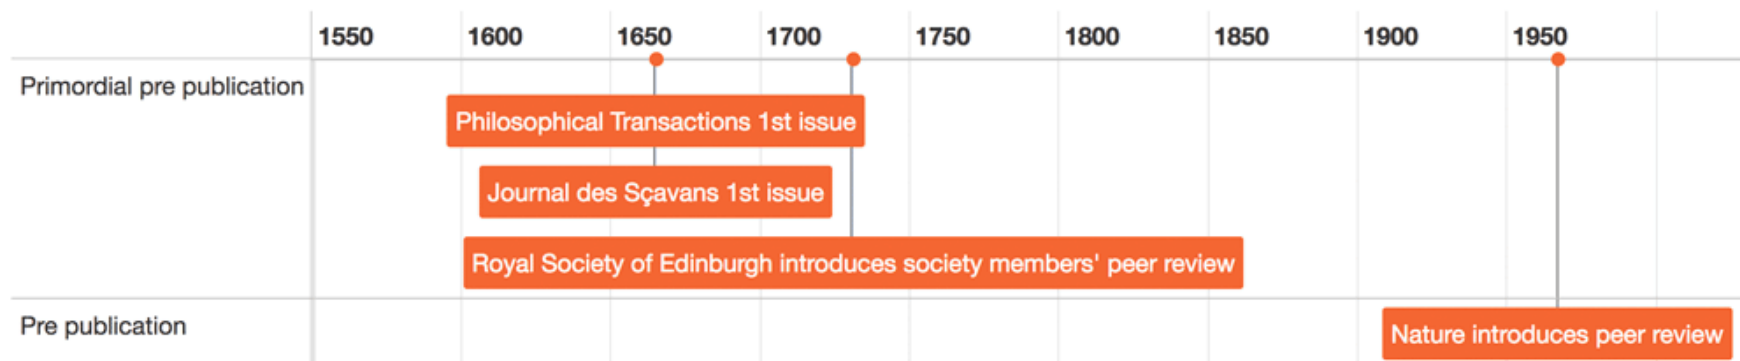 1550 1600 1650 1700 1750 1800 1850 1900 1950
Primordial pre publication
Philosophical Transactions 1st issue
Journal des Sçavans 1st issue
Royal Society of Edinburgh introduces society members' peer review
Pre publication
Nature introduces peer review